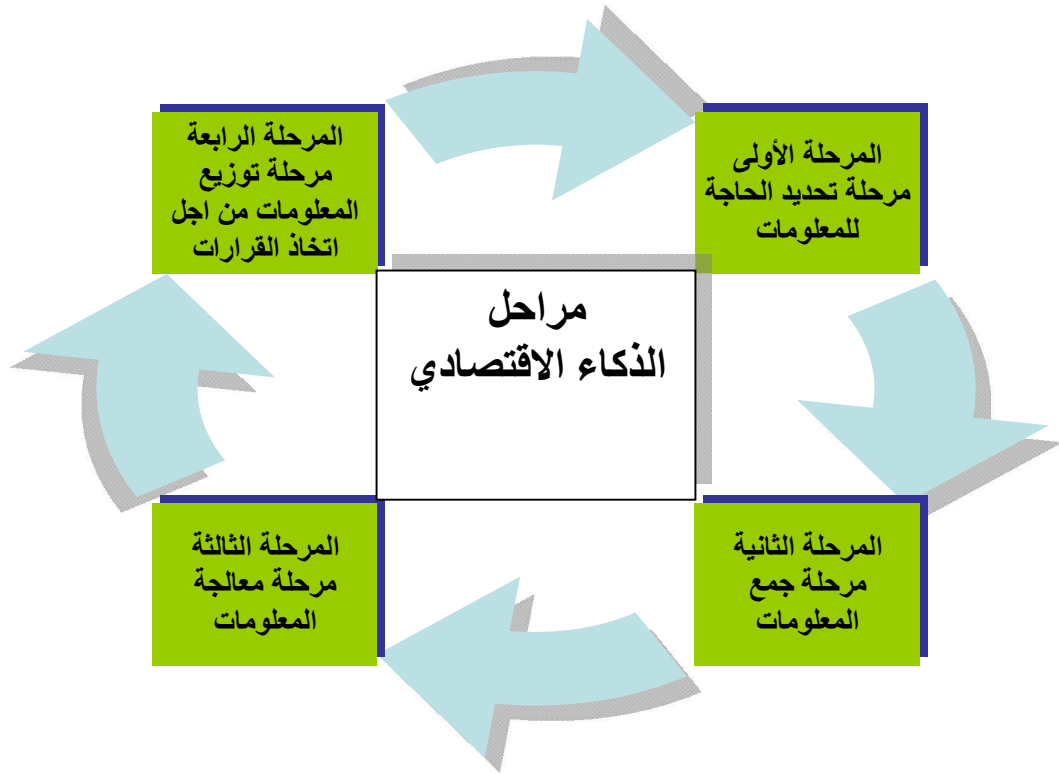 مراحل
الذكاء الاقتصادي
المرحلة الأولى
مرحلة تحديد الحاجة
للمعلومات
المرحلة الثانية
مرحلة جمع
المعلومات
المرحلة الثالثة
مرحلة معالجة
المعلومات
المرحلة الرابعة
مرحلة توزيع
المعلومات من اجل
اتخاذ القرارات